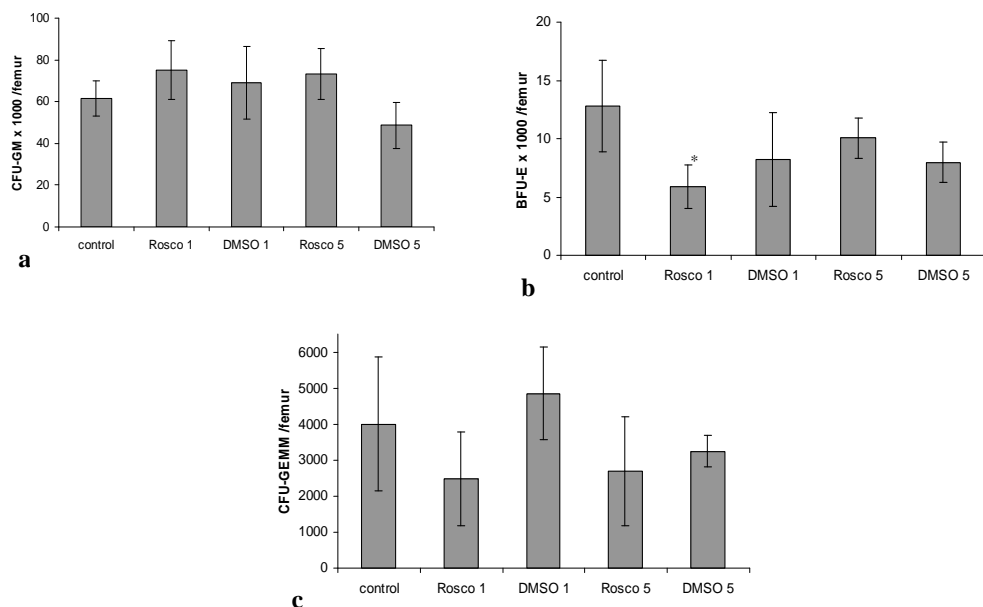 CFU-GM x 1000 /femur
100
80
60
40
20
0
control Rosco 1 DMSO 1 Rosco 5 DMSO 5
a
BFU-E x 1000 /femur
20
15
10
5
0
*
control Rosco 1 DMSO 1 Rosco 5 DMSO 5
b
CFU-GEMM /femur
6000
5000
4000
3000
2000
1000
0
control Rosco 1 DMSO 1 Rosco 5 DMSO 5
c